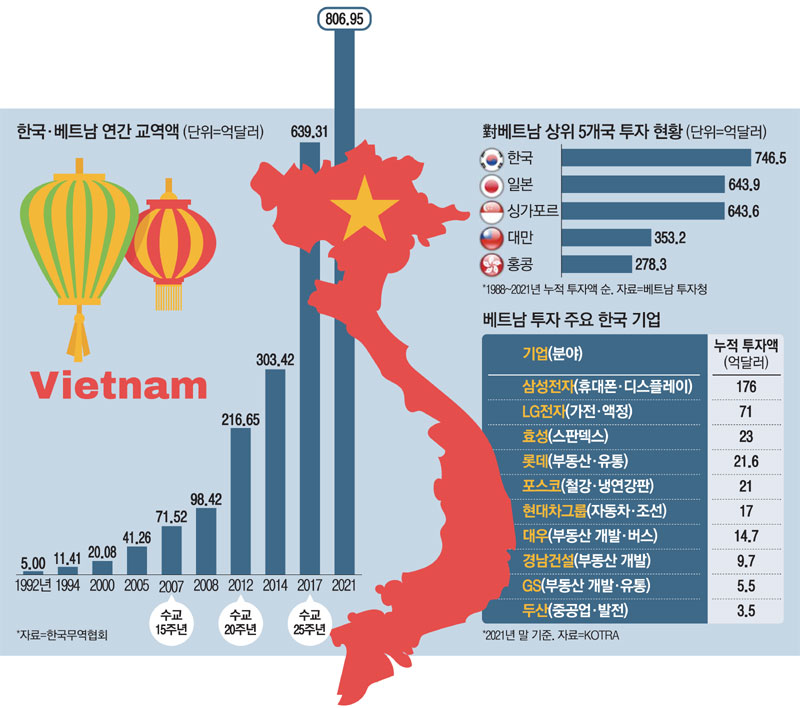 806.95
한국·베트남 연간 교역액 (단위=억달러)
639.31
303.42
216.65
98.42
71.52
41.26
20.08
11.41
5.00
1992년 1994 2000 2005 2007 2008 2012 2014 2017 2021
수교
15주년
수교
20주년
수교
25주년
*자료=한국무역협회
Vietnam
對베트남 상위 5개국 투자 현황 (단위=억달러)
한국 746.5
일본 643.9
싱가포르 643.6
대만 353.2
홍콩 278.3
*1988~2021년 누적 투자액 순. 자료=베트남 투자청
베트남 투자 주요 한국 기업
기업(분야) 누적 투자액
(억달러)
삼성전자(휴대폰·디스플레이) 176
LG전자(가전·액정) 71
효성(스판덱스) 23
롯데(부동산·유통) 21.6
포스코(철강·냉연강판) 21
현대차그룹(자동차·조선) 17
대우(부동산 개발·버스) 14.7
경남건설(부동산 개발) 9.7
GS(부동산 개발·유통) 5.5
두산(중공업·발전) 3.5
*2021년 말 기준. 자료=KOTRA